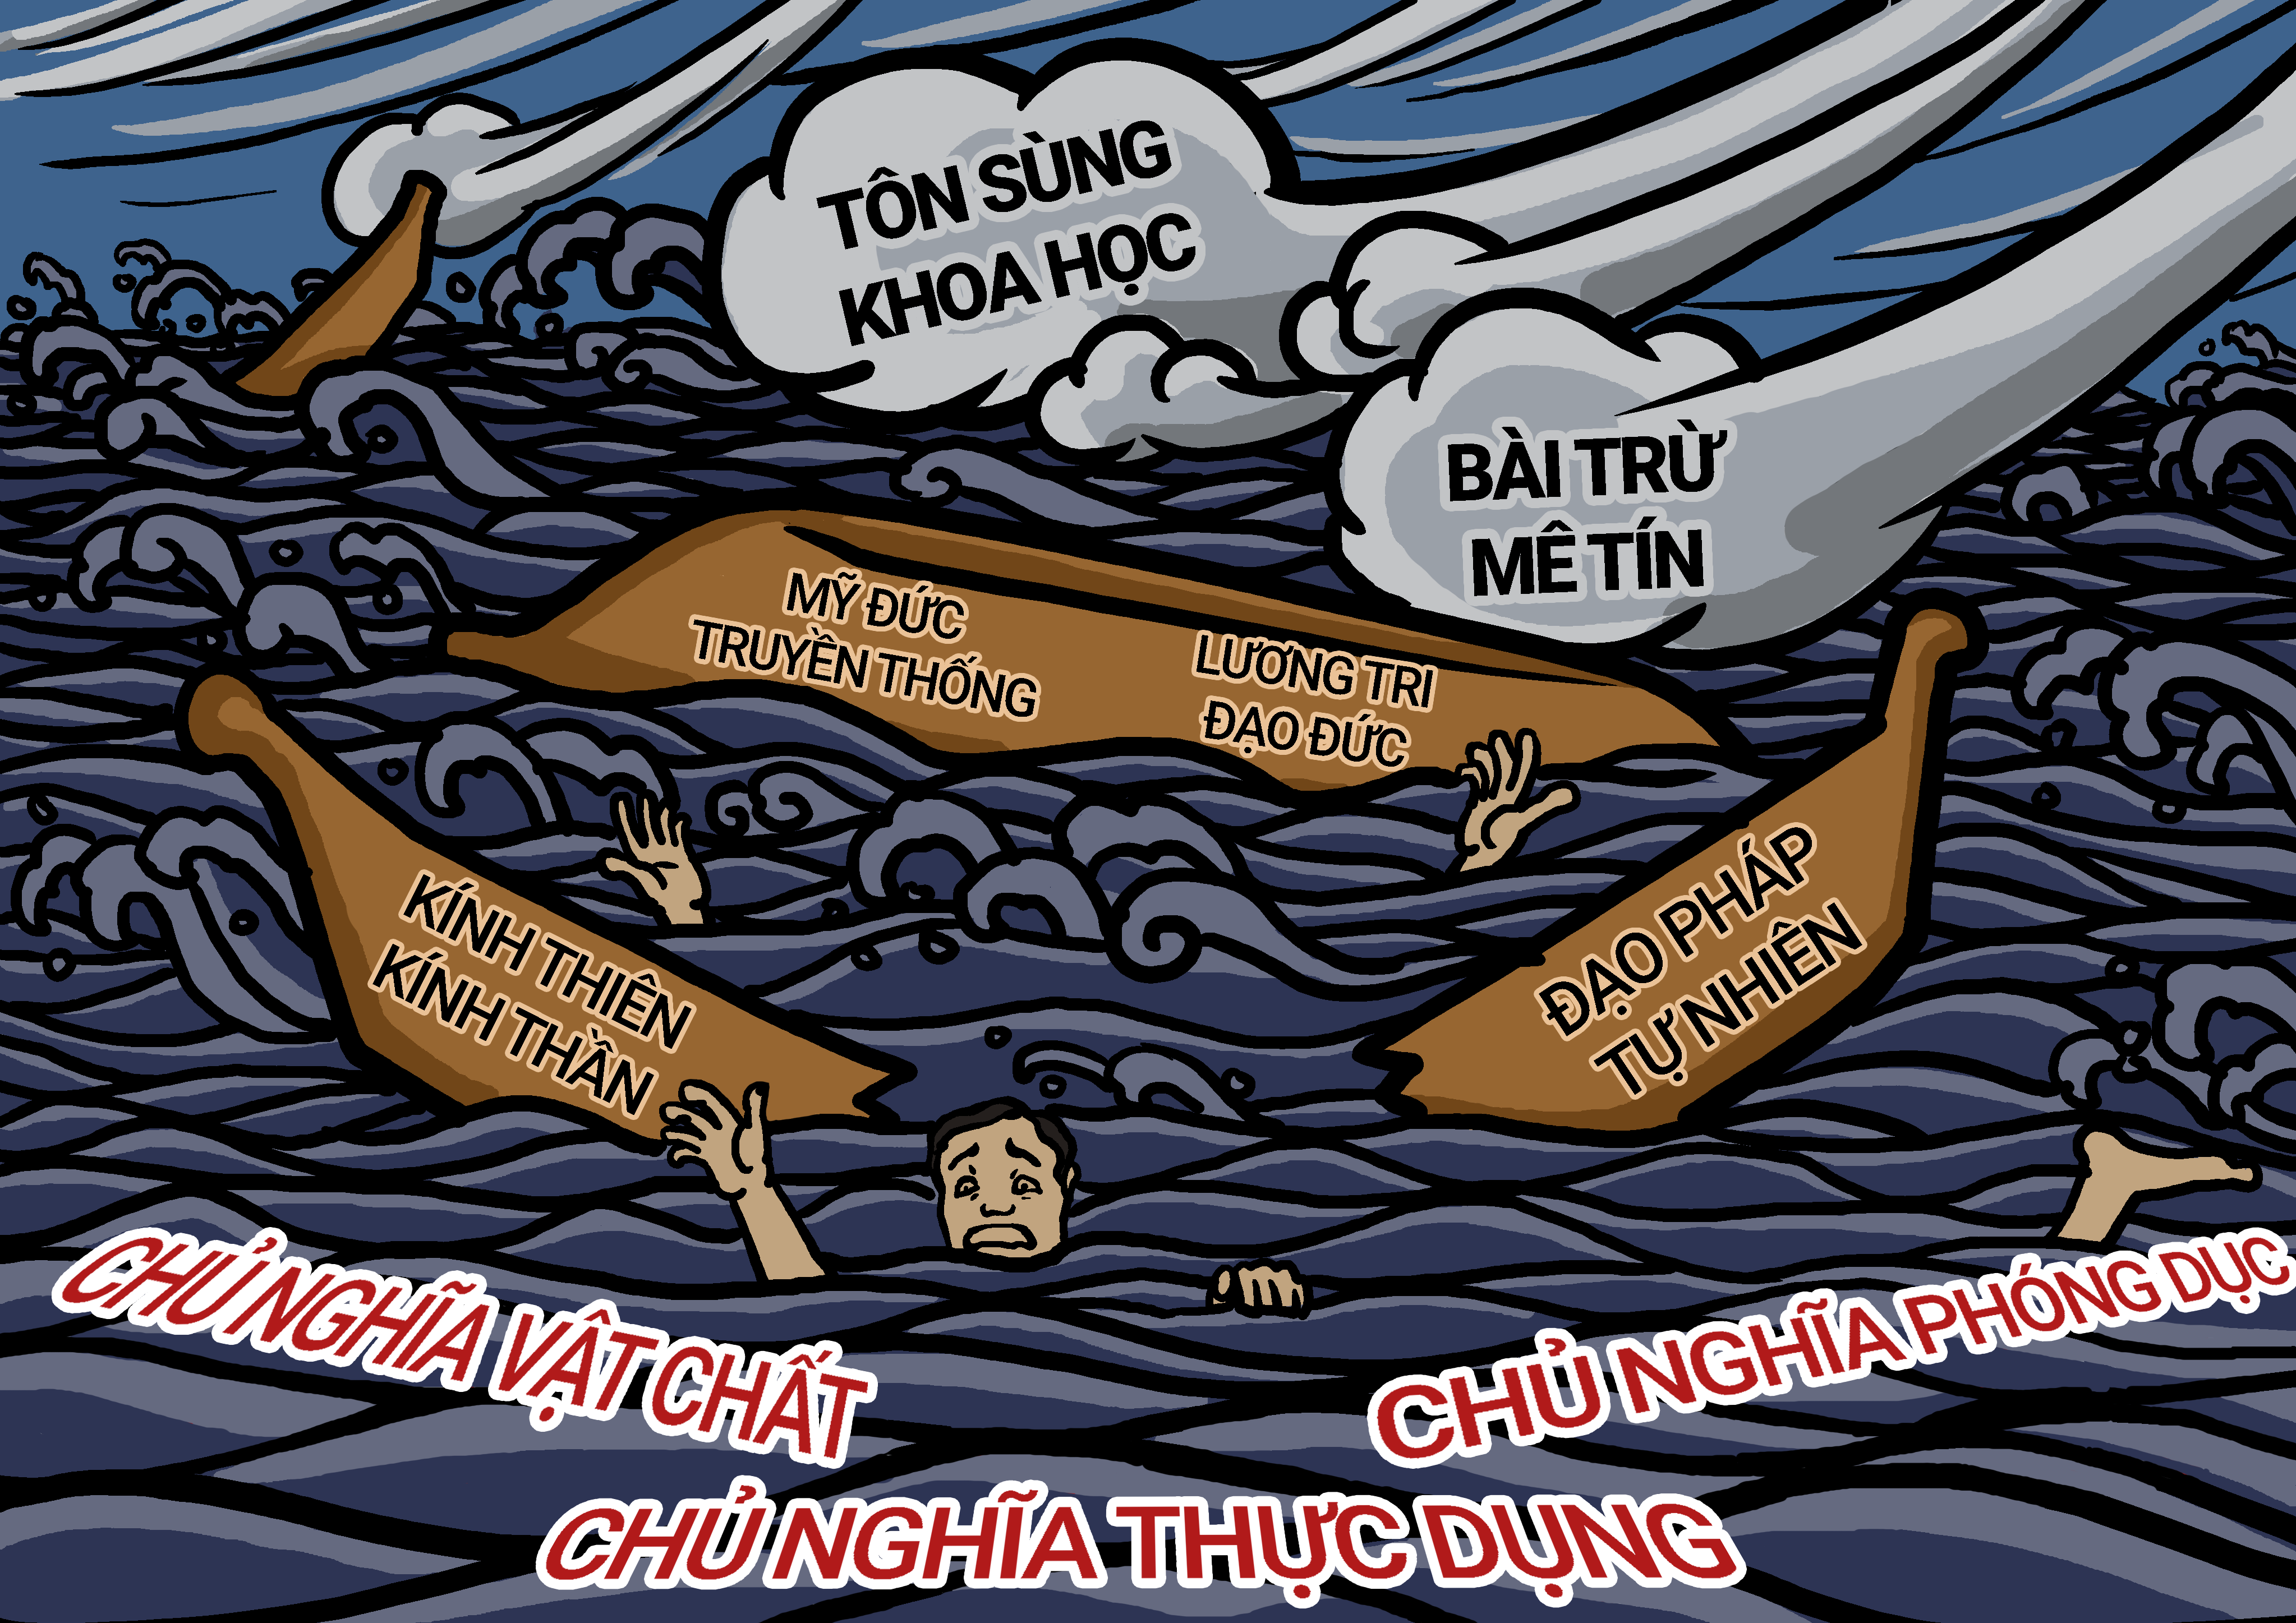 TÔN SÙNG
KHOA HỌC
BÀI TRỪ
MÊ TÍN
MỸ ĐỨC
TRUYỀN THỐNG
LƯƠNG TRI
ĐẠO ĐỨC
KÍNH THIÊN
KÍNH THẦN
ĐẠO PHÁP
TỰ NHIÊN
CHỦ NGHĨA VẬT CHẤT
CHỦ NGHĨA PHÓNG DỤC
CHỦ NGHĨA THỰC DỤNG